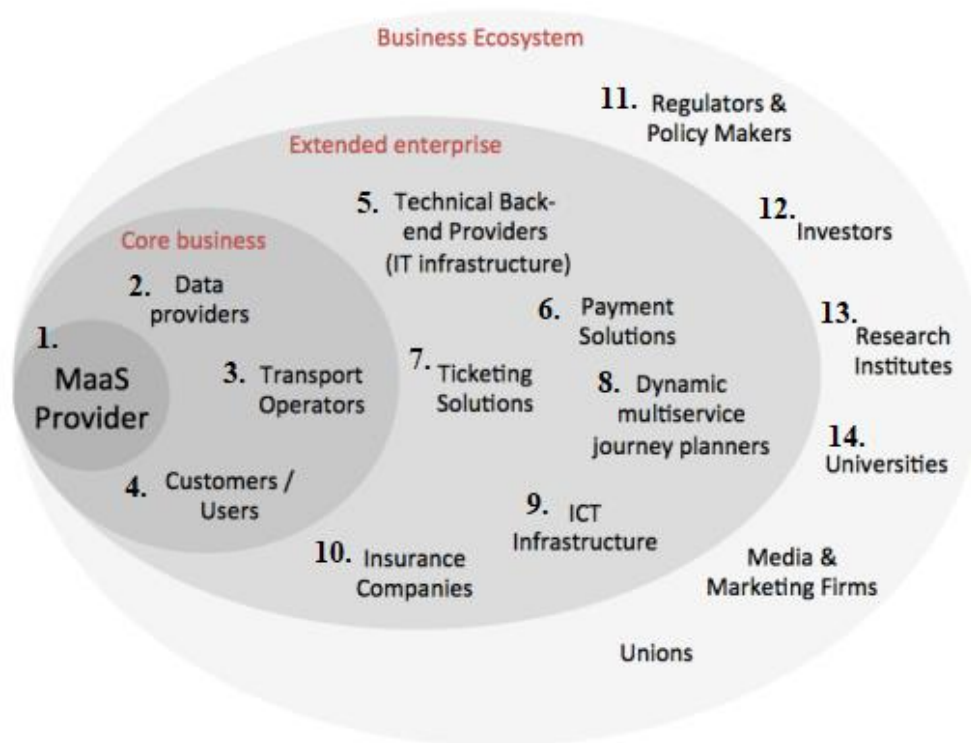 Business Ecosystem
11. Regulators &
Policy Makers
Extended enterprise
5. Technical Back-
end Providers
(IT infrastructure)
12. Investors
Core business
2. Data
providers
6. Payment
Solutions
13. Research
Institutes
1.
MaaS
Provider
3. Transport
Operators
7. Ticketing
Solutions
8. Dynamic
multiservice
journey planners
14. Universities
4. Customers /
Users
9. ICT
Infrastructure
10. Insurance
Companies
Media &
Marketing Firms
Unions